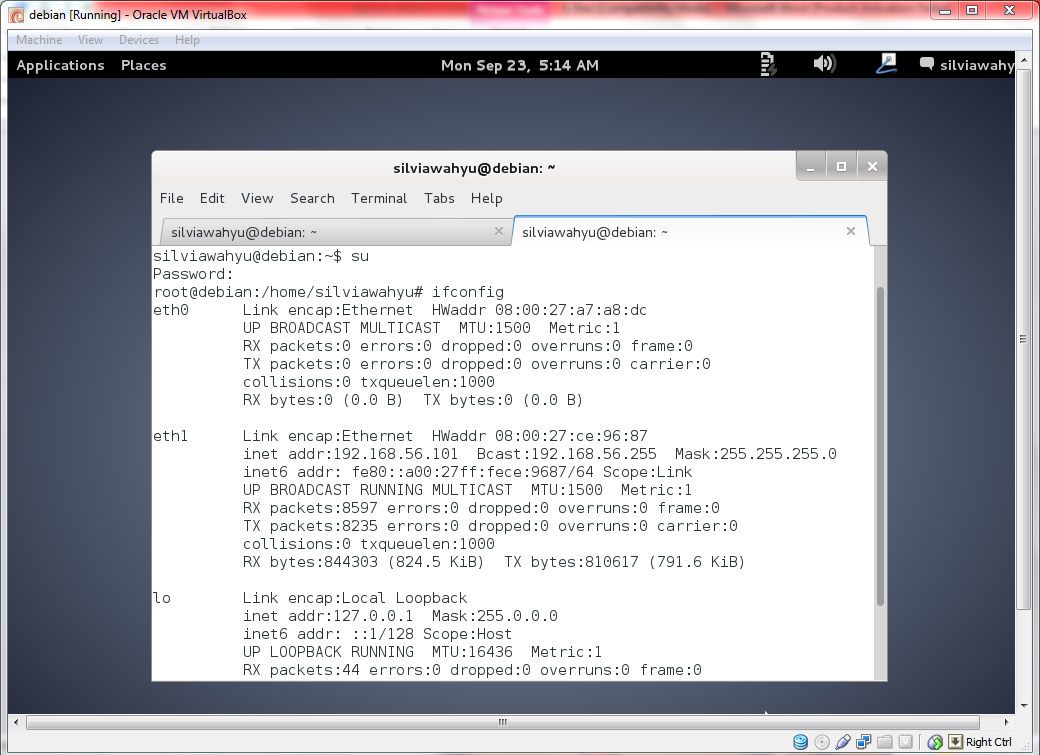 debian [Running] - Oracle VM VirtualBox
Machine View Devices Help
Applications Places Mon Sep 23, 5:14 AM silviawahy
silviawahyu@debian: ~
File Edit View Search Terminal Tabs Help
silviawahyu@debian: ~ silviawahyu@debian: ~
silviawahyu@debian:~$ su
Password:
root@debian:/home/silviawahyu# ifconfig
eth0      Link encap:Ethernet  HWaddr 08:00:27:a7:a8:dc
          UP BROADCAST MULTICAST  MTU:1500  Metric:1
          RX packets:0 errors:0 dropped:0 overruns:0 frame:0
          TX packets:0 errors:0 dropped:0 overruns:0 carrier:0
          collisions:0 txqueuelen:1000
          RX bytes:0 (0.0 B)  TX bytes:0 (0.0 B)
eth1      Link encap:Ethernet  HWaddr 08:00:27:ce:96:87
          inet addr:192.168.56.101  Bcast:192.168.56.255  Mask:255.255.255.0
          inet6 addr: fe80::a00:27ff:fece:9687/64 Scope:Link
          UP BROADCAST RUNNING MULTICAST  MTU:1500  Metric:1
          RX packets:8597 errors:0 dropped:0 overruns:0 frame:0
          TX packets:8235 errors:0 dropped:0 overruns:0 carrier:0
          collisions:0 txqueuelen:1000
          RX bytes:844303 (824.5 KiB)  TX bytes:810617 (791.6 KiB)
lo        Link encap:Local Loopback
          inet addr:127.0.0.1  Mask:255.0.0.0
          inet6 addr: ::1/128 Scope:Host
          UP LOOPBACK RUNNING  MTU:16436  Metric:1
          RX packets:44 errors:0 dropped:0 overruns:0 frame:0
Right Ctrl